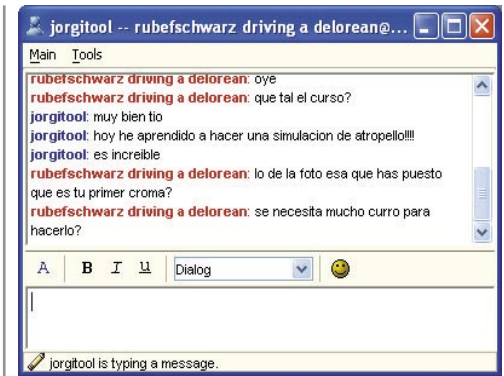 jorgitool -- rubefschwarz driving a delorean@...
Main Tools
rubefschwarz driving a delorean: oye
rubefschwarz driving a delorean: que tal el curso?
jorgitool: muy bien tio
jorgitool: hoy he aprendido a hacer una simulacion de atropello!!!!
jorgitool: es increible
rubefschwarz driving a delorean: lo de la foto esa que has puesto
que es tu primer croma?
rubefschwarz driving a delorean: se necesita mucho curro para
hacerlo?
A B I u Dialog
jorgitool is typing a message.